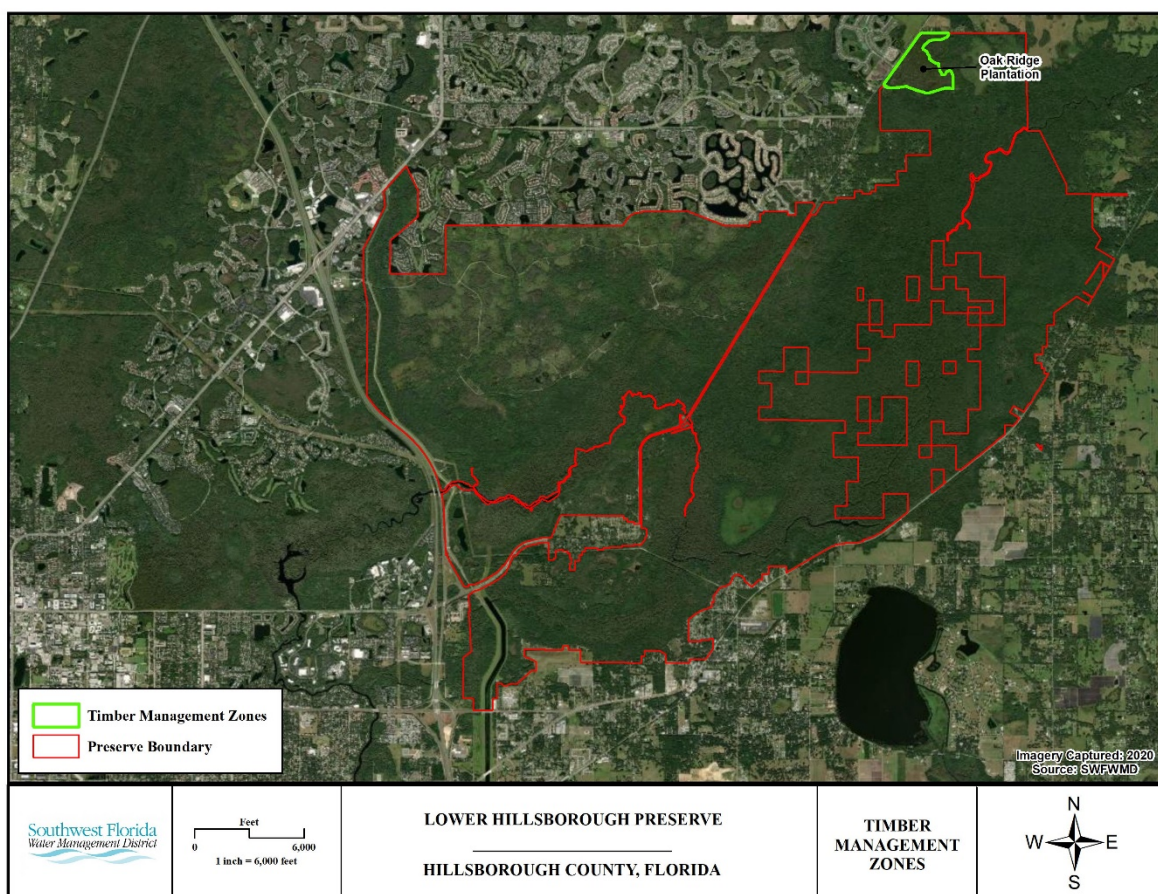 Oak Ridge
Plantation
Timber Management Zones
Preserve Boundary
Imagery Captured: 2020
Source: SWFWMD
Southwest Florida
Water Management District
Feet
0 6,000
1 inch = 6,000 feet
LOWER HILLSBOROUGH PRESERVE
HILLSBOROUGH COUNTY, FLORIDA
TIMBER
MANAGEMENT
ZONES
N
W E
S